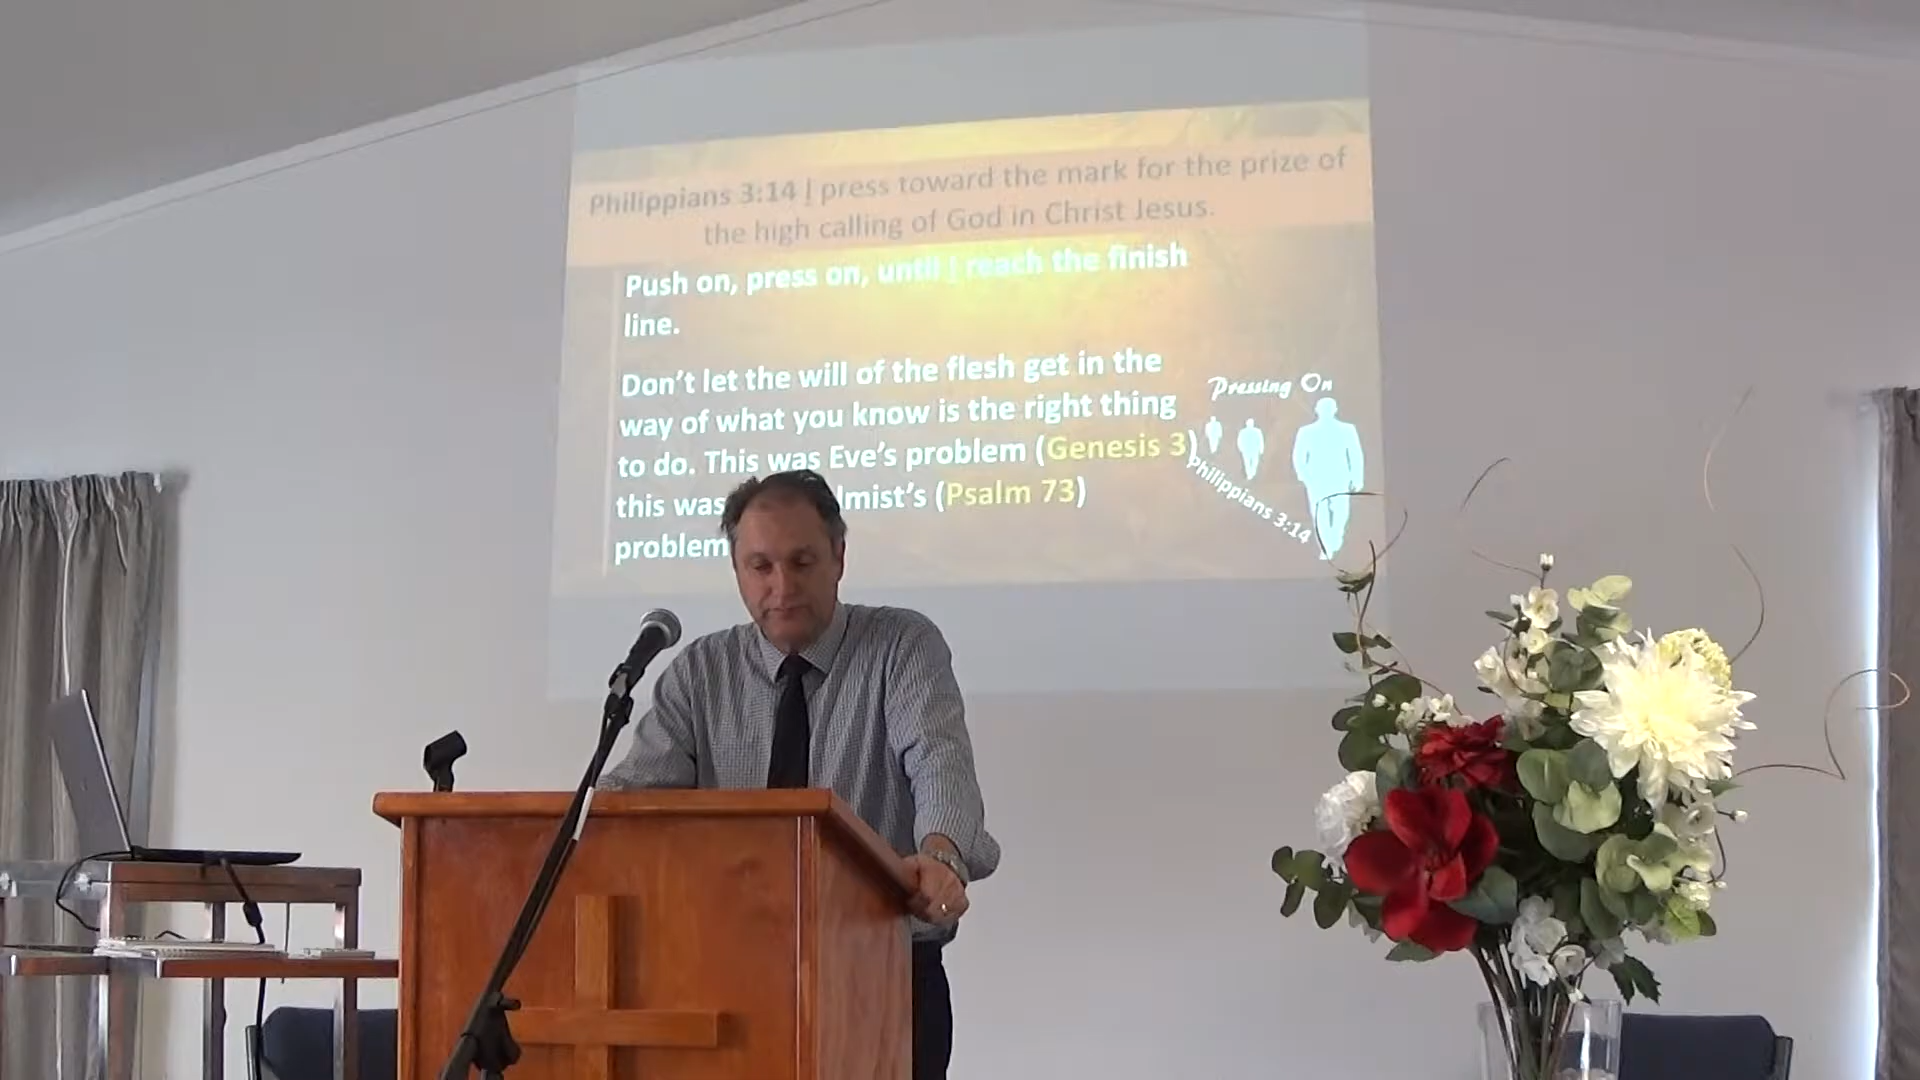 Philippians 3:14 I press toward the mark for the prize of
the high calling of God in Christ Jesus.
Push on, press on, until I reach the finish
line.
Don't let the will of the flesh get in the
way of what you know is the right thing
to do. This was Eve's problem (Genesis 3)
this was lmist's (Psalm 73)
problem
Pressing On
Philippians 3:14